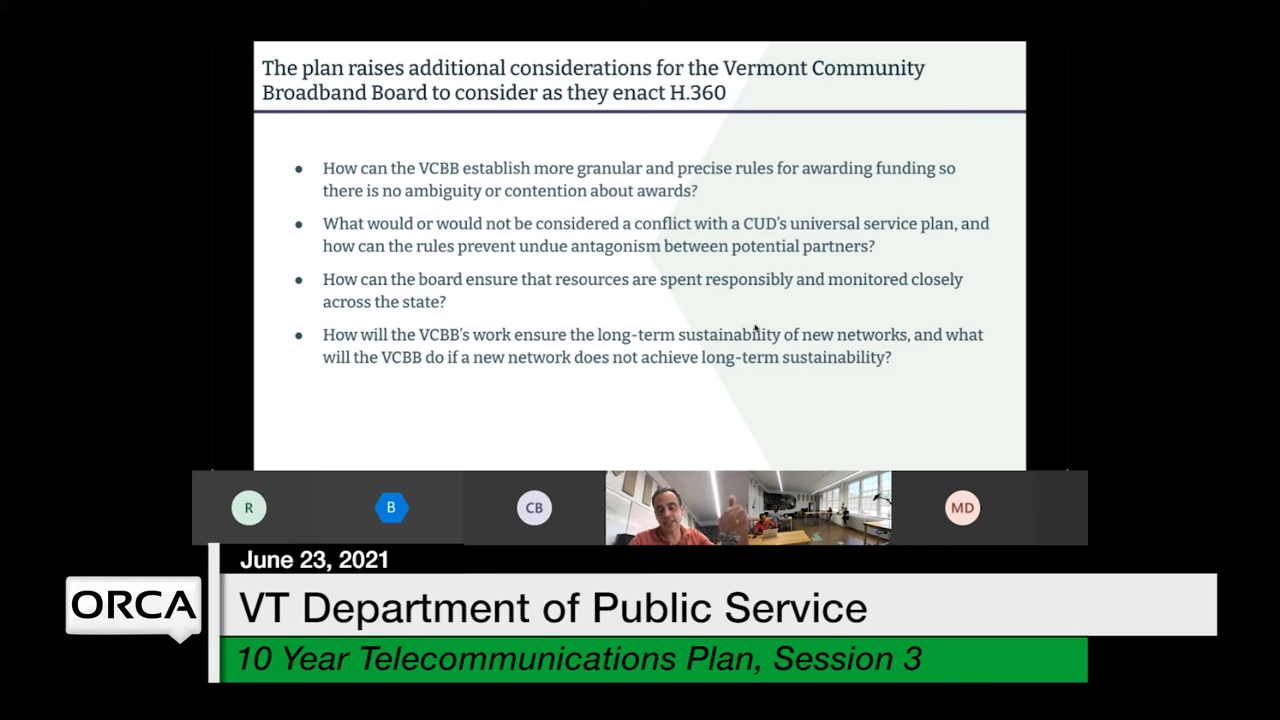 The plan raises additional considerations for the Vermont Community
Broadband Board to consider as they enact H.360
● How can the VCBB establish more granular and precise rules for awarding funding so
there is no ambiguity or contention about awards?
● What would or would not be considered a conflict with a CUD's universal service plan, and
how can the rules prevent undue antagonism between potential partners?
● How can the board ensure that resources are spent responsibly and monitored closely
across the state?
● How will the VCBB's work ensure the long-term sustainability of new networks, and what
will the VCBB do if a new network does not achieve long-term sustainability?
R
B
CB
MD
June 23, 2021
ORCA
VT Department of Public Service
10 Year Telecommunications Plan, Session 3